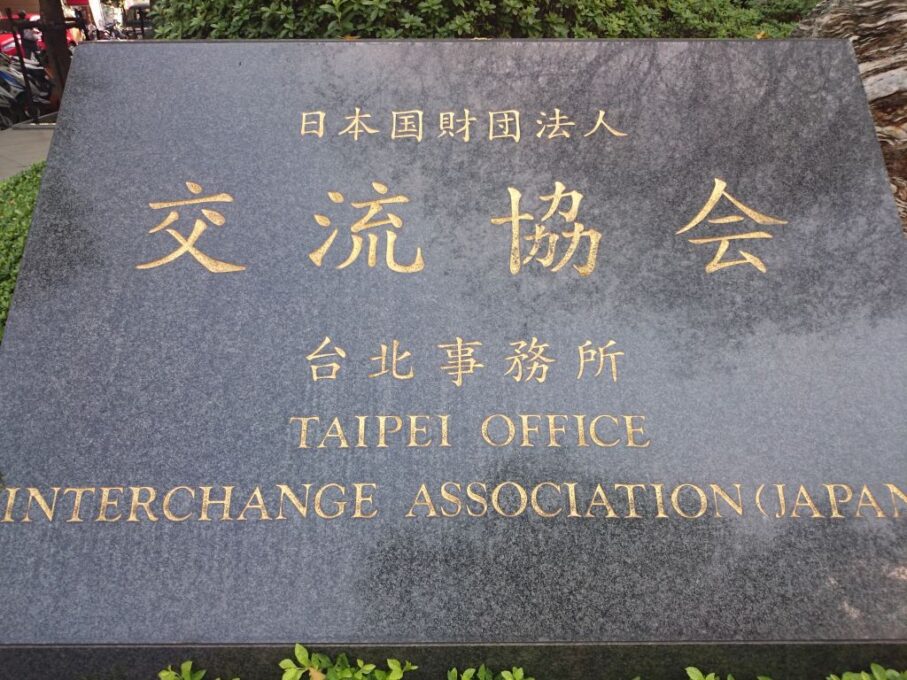 日本国財団法人
交流協会
台北事務所
TAIPEI OFFICE
INTERCHANGE ASSOCIATION (JAPAN